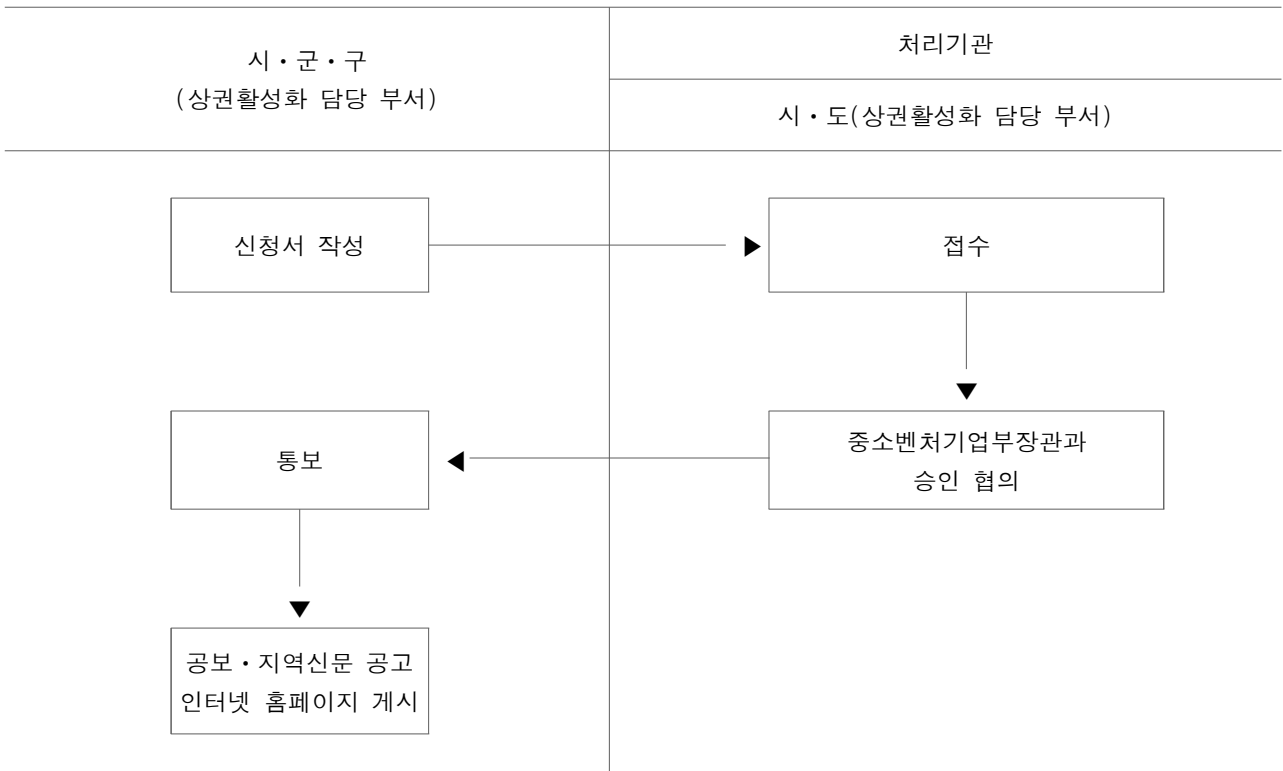 시・군・구
(상권활성화 담당 부서)
처리기관
시・도(상권활성화 담당 부서)
신청서 작성
접수
중소벤처기업부장관과
승인 협의
통보
공보・지역신문 공고
인터넷 홈페이지 게시